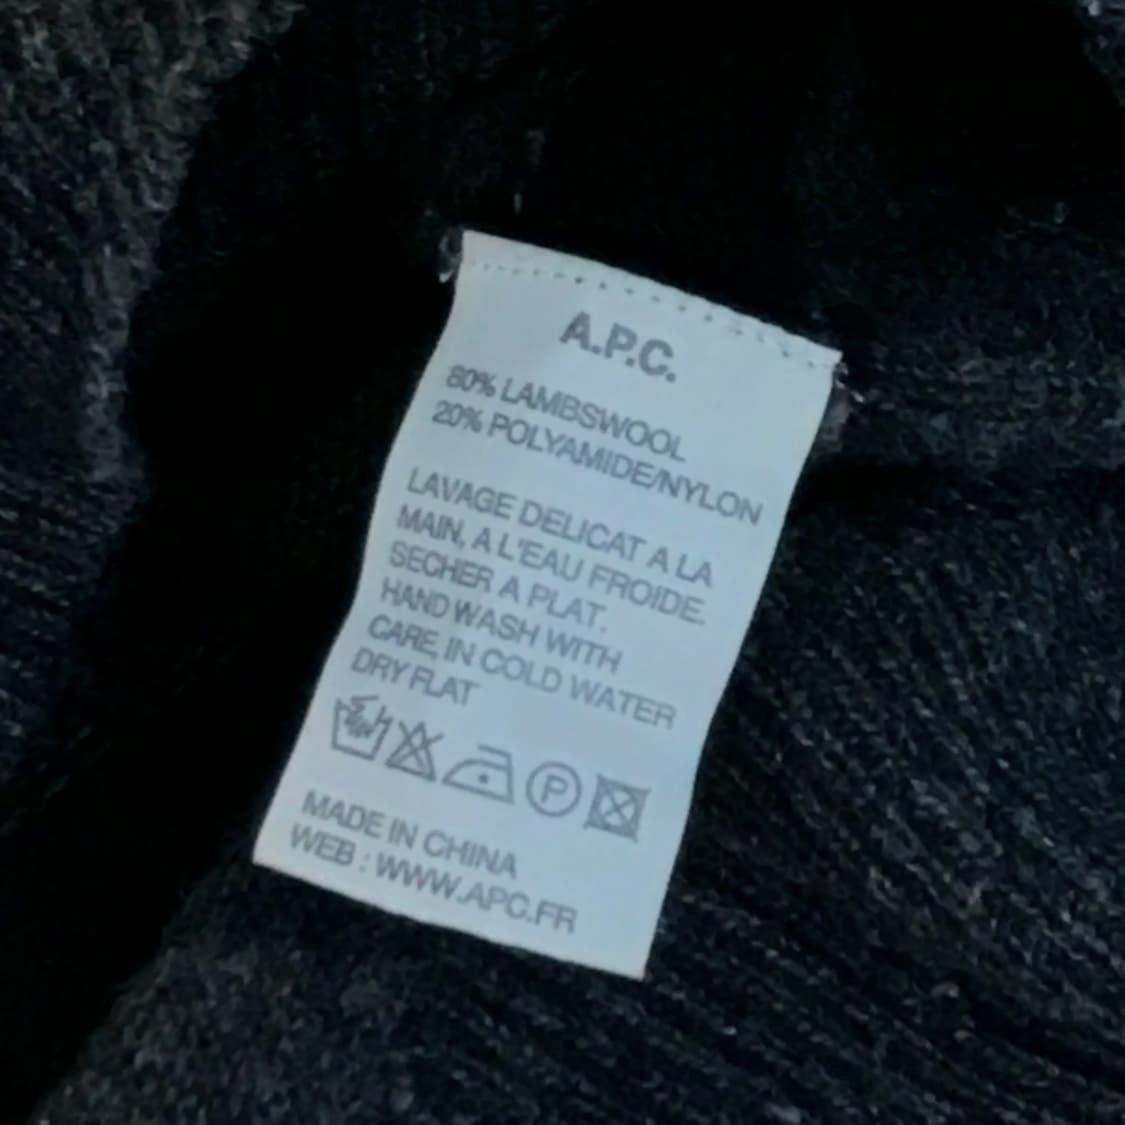 A.P.C.
80% LAMBSWOOL
20% POLYAMIDE/NYLON
LAVAGE DELICAT A LA
MAIN, A L'EAU FROIDE.
SECHER A PLAT.
HAND WASH WITH
CARE, IN COLD WATER
DRY FLAT
P
MADE IN CHINA
WEB : WWW.APC.FR